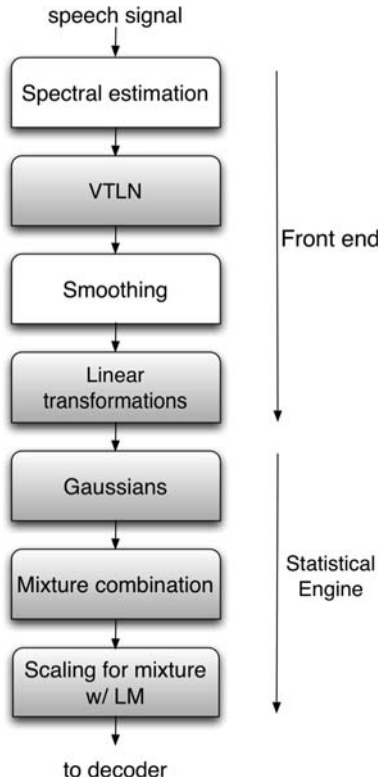 speech signal
Spectral estimation
VTLN
Smoothing
Front end
Linear
transformations
Gaussians
Mixture combination
Statistical
Engine
Scaling for mixture
w/ LM
to decoder